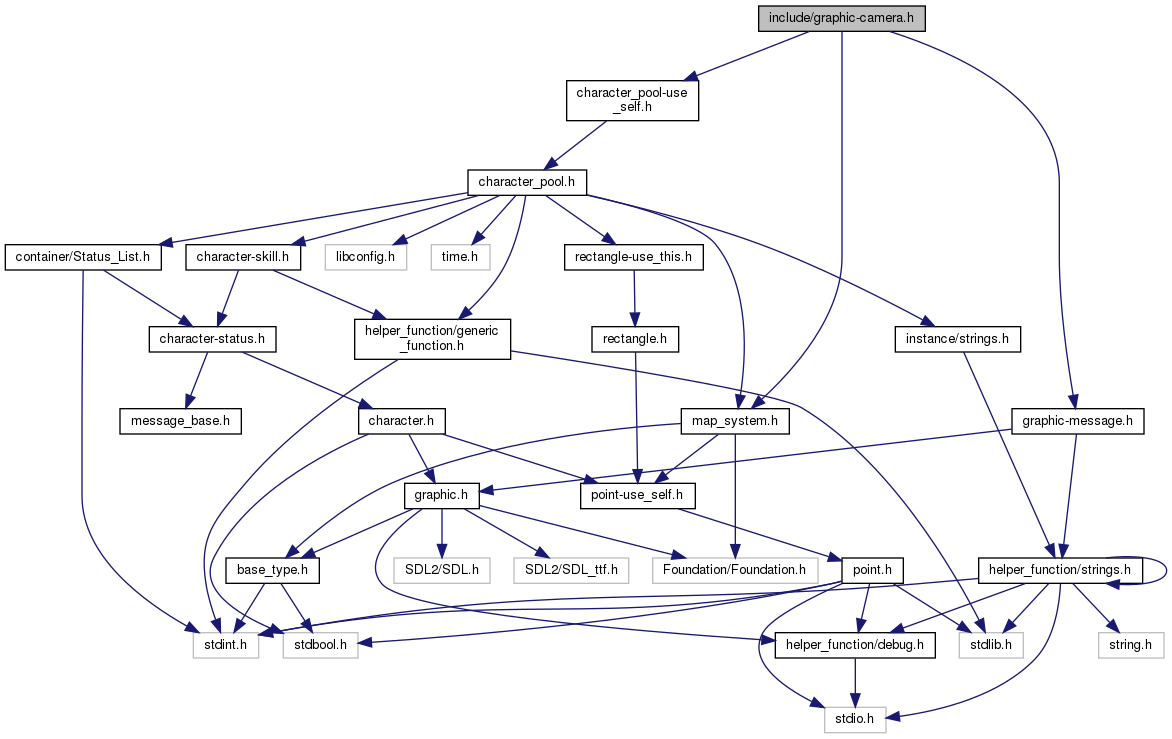 include/graphic-camera.h
character_pool-use
_self.h
character_pool.h
container/Status_List.h
character-skill.h
libconfig.h
time.h
rectangle-use_this.h
helper_function/generic
_function.h
character-status.h
rectangle.h
instance/strings.h
message_base.h
character.h
map_system.h
graphic-message.h
graphic.h
point-use_self.h
base_type.h
SDL2/SDL.h
SDL2/SDL_ttf.h
Foundation/Foundation.h
point.h
helper_function/strings.h
stdint.h
stdbool.h
helper_function/debug.h
stdlib.h
string.h
stdio.h